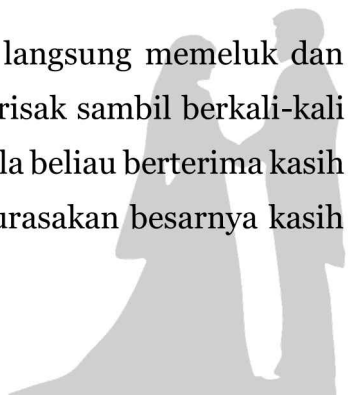 langsung memeluk dan
risak sambil berkali-kali
la beliau berterima kasih
urasakan besarnya kasih